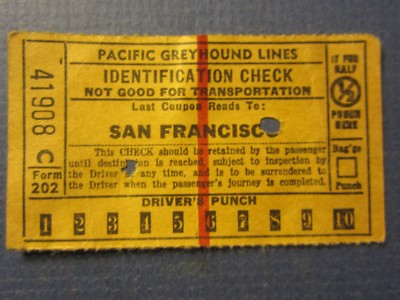 41908 C
Form
202
PACIFIC GREYHOUND LINES
IDENTIFICATION CHECK
NOT GOOD FOR TRANSPORTATION
Last Coupon Reads To:
SAN FRANCISCO
This CHECK should be retained by the passenger
until destination is reached, subject to inspection by
the Driver at any time, and is to be surrendered to
the Driver when the passenger's journey is completed.
DRIVER'S PUNCH
1 2 3 4 5 6 7 8 9 10
IF FOR
HALF
1/2
PUNCH
HERE
Bag'ge
Punch